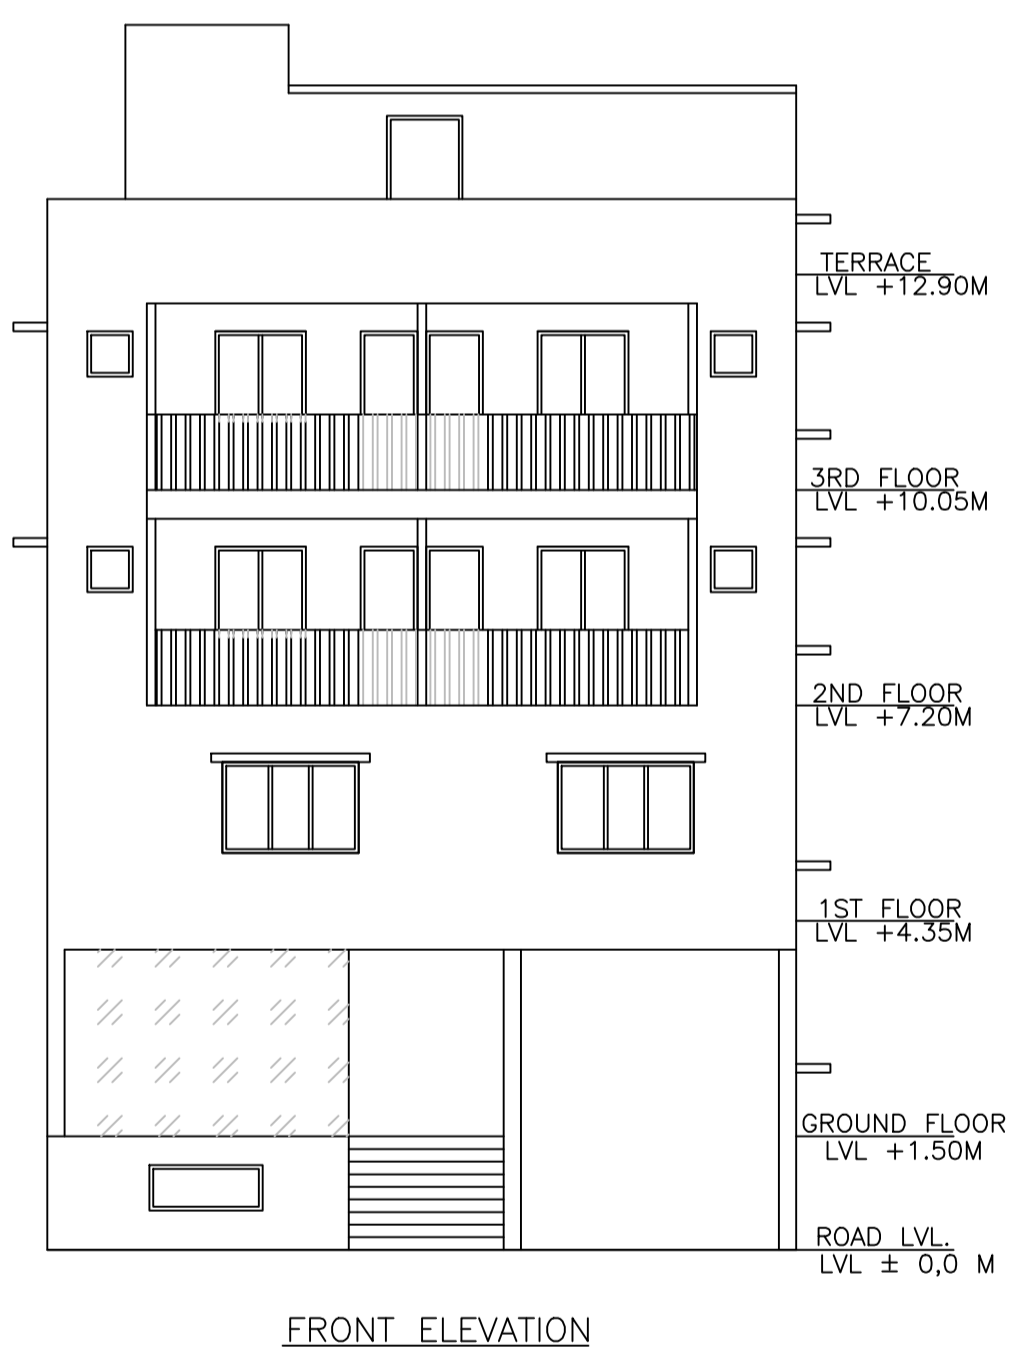 TERRACE
LVL +12.90M
3RD FLOOR
LVL +10.05M
2ND FLOOR
LVL +7.20M
1ST FLOOR
LVL +4.35M
GROUND FLOOR
LVL +1.50M
ROAD LVL.
LVL ± 0,0 M
FRONT ELEVATION